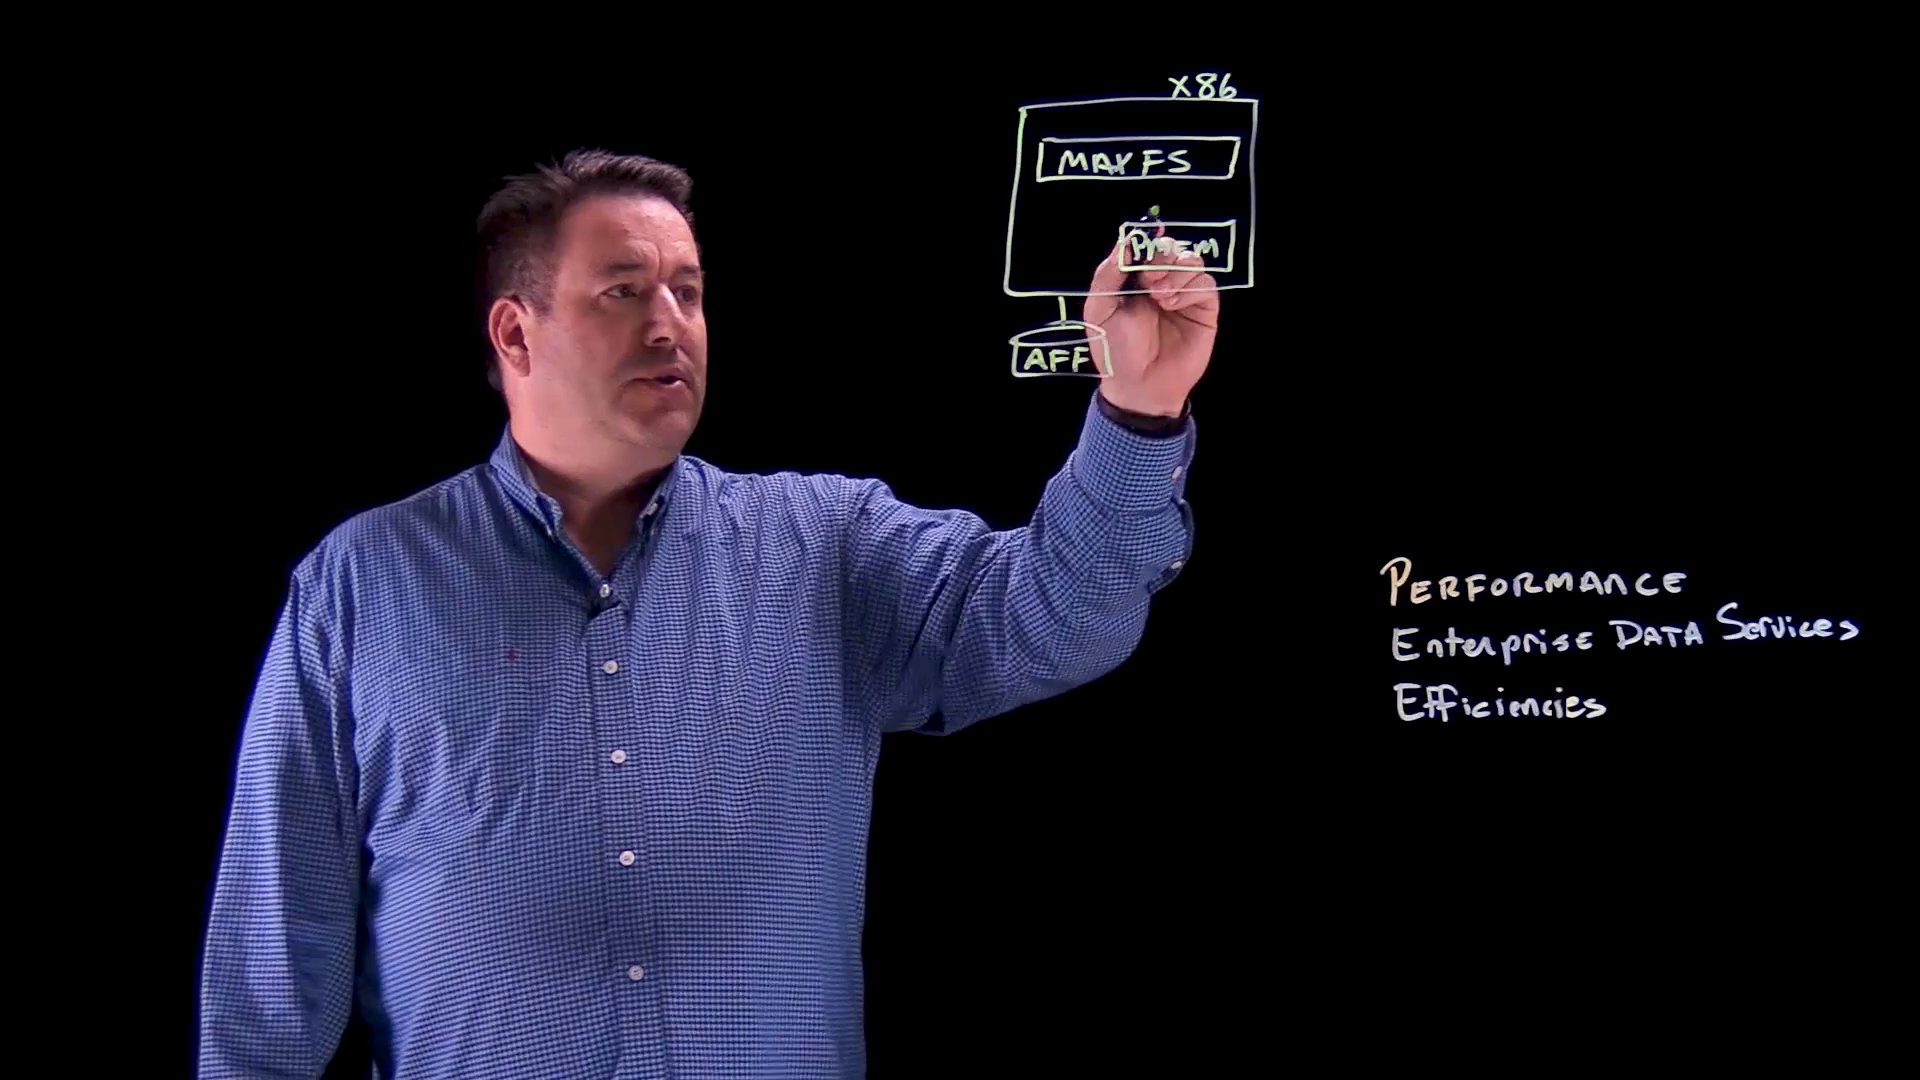 X86
MAX FS
PMEM
AFF
PERFORMANCE
Enterprise DATA Services
Efficiencies